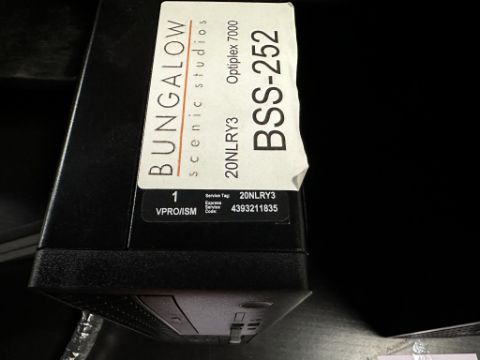 BUNGALOW
scenic studios
20NLRY3 Optiplex 7000
BSS-252
1
VPRO/ISM
Service Tag: 20NLRY3
Express
Service
Code: 4393211835